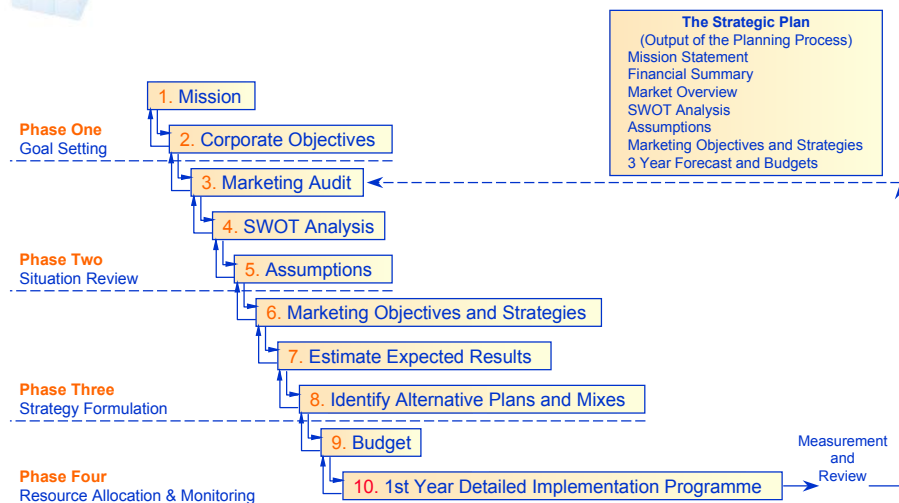 The Strategic Plan
(Output of the Planning Process)
Mission Statement
Financial Summary
Market Overview
SWOT Analysis
Assumptions
Marketing Objectives and Strategies
3 Year Forecast and Budgets
1. Mission
Phase One
Goal Setting
2. Corporate Objectives
3. Marketing Audit
4. SWOT Analysis
Phase Two
Situation Review
5. Assumptions
6. Marketing Objectives and Strategies
7. Estimate Expected Results
Phase Three
Strategy Formulation
8. Identify Alternative Plans and Mixes
9. Budget
Measurement
and
Review
Phase Four
Resource Allocation & Monitoring
10. 1st Year Detailed Implementation Programme